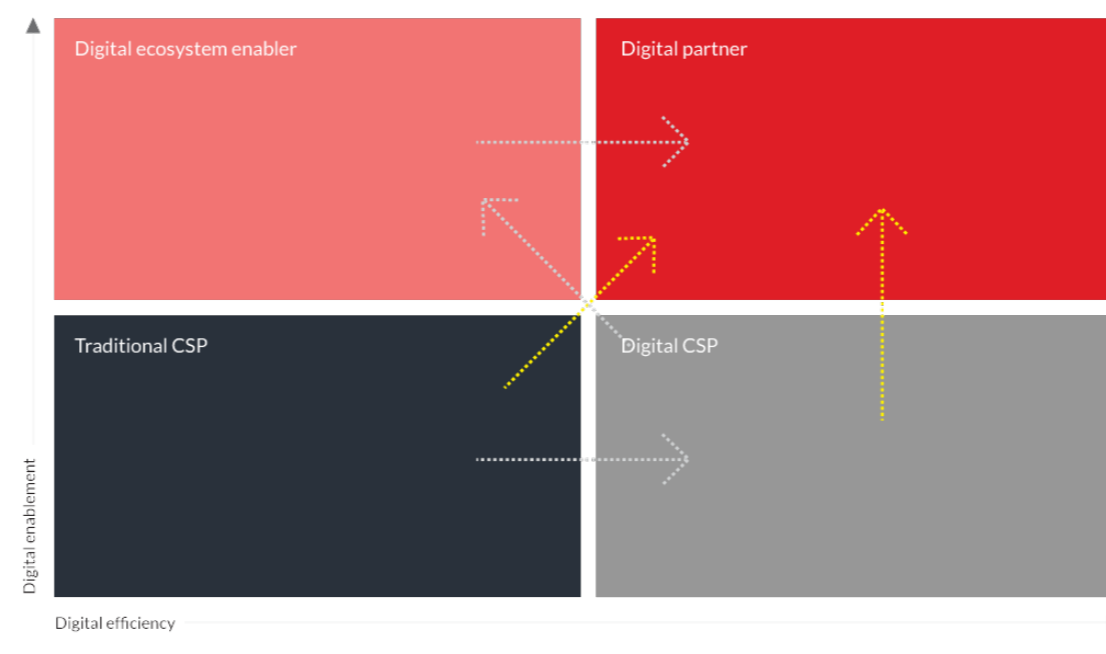 Digital ecosystem enabler
Digital partner
Traditional CSP
Digital CSP
Digital enablement
Digital efficiency